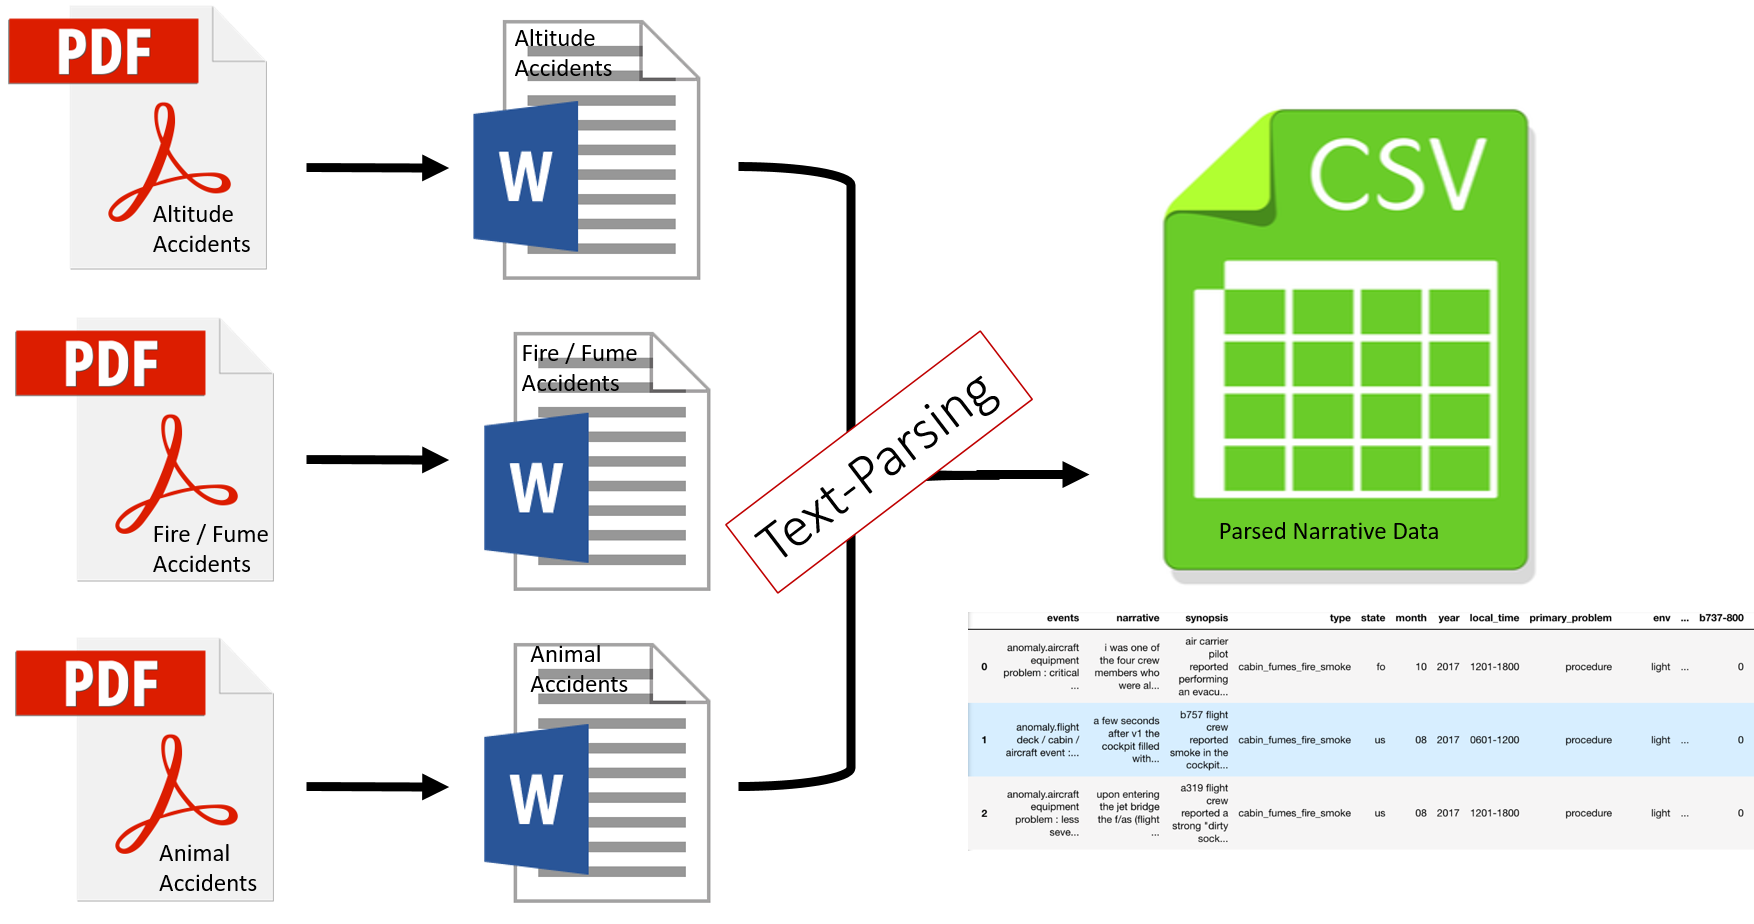 PDF
Altitude
Accidents
Altitude
Accidents
W
PDF
Fire / Fume
Accidents
Fire / Fume
Accidents
W
PDF
Animal
Accidents
Animal
Accidents
W
Text-Parsing
CSV
Parsed Narrative Data
events narrative synopsis type state month year local_time primary_problem env ... b737-800
0 anomaly.aircraft equipment problem : critical ... i was one of the four crew members who were al... air carrier pilot reported performing an evacu... cabin_fumes_fire_smoke fo 10 2017 1201-1800 procedure light ... 0
1 anomaly.flight deck / cabin / aircraft event :... a few seconds after v1 the cockpit filled with... b757 flight crew reported smoke in the cockpit... cabin_fumes_fire_smoke us 08 2017 0601-1200 procedure light ... 0
2 anomaly.aircraft equipment problem : less seve... upon entering the jet bridge the f/as (flight ... a319 flight crew reported a strong "dirty sock... cabin_fumes_fire_smoke us 08 2017 1201-1800 procedure light ... 0